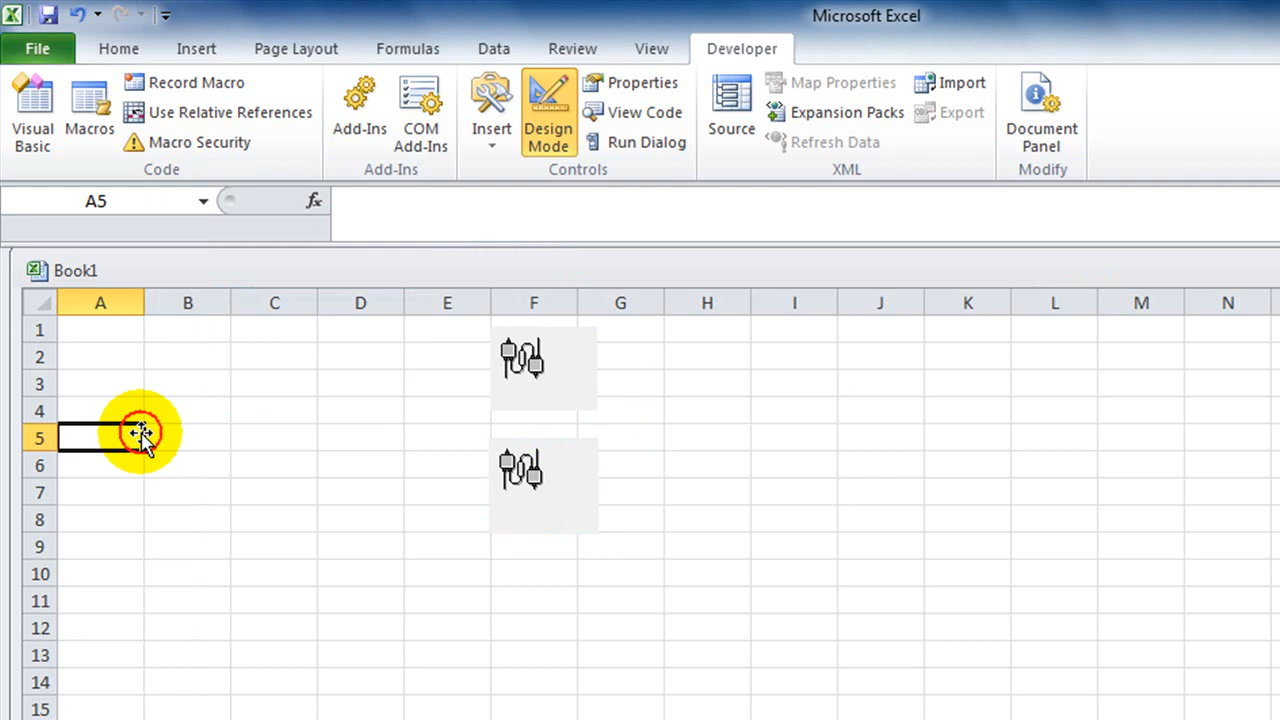 Microsoft Excel
File Home Insert Page Layout Formulas Data Review View Developer
Visual Basic
Macros
Record Macro
Use Relative References
Macro Security
Code
Add-Ins
COM Add-Ins
Add-Ins
Insert
Design Mode
Properties
View Code
Run Dialog
Controls
Source
Map Properties
Expansion Packs
Refresh Data
Import
Export
XML
Document Panel
Modify
A5 fx
Book1
A B C D E F G H I J K L M N
1
2
3
4
5
6
7
8
9
10
11
12
13
14
15